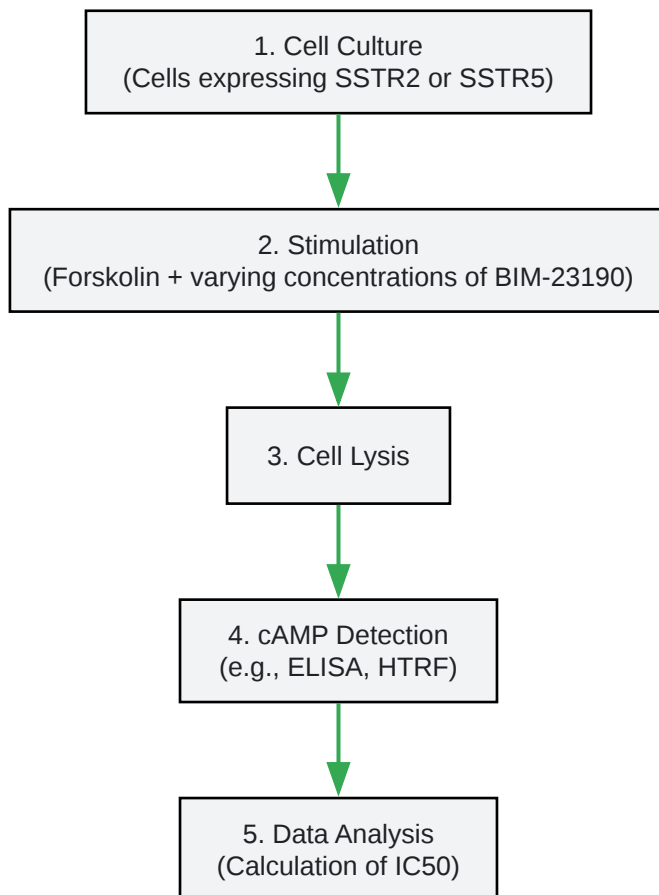 1. Cell Culture
(Cells expressing SSTR2 or SSTR5)
2. Stimulation
(Forskolin + varying concentrations of BIM-23190)
3. Cell Lysis
4. cAMP Detection
(e.g., ELISA, HTRF)
5. Data Analysis
(Calculation of IC50)